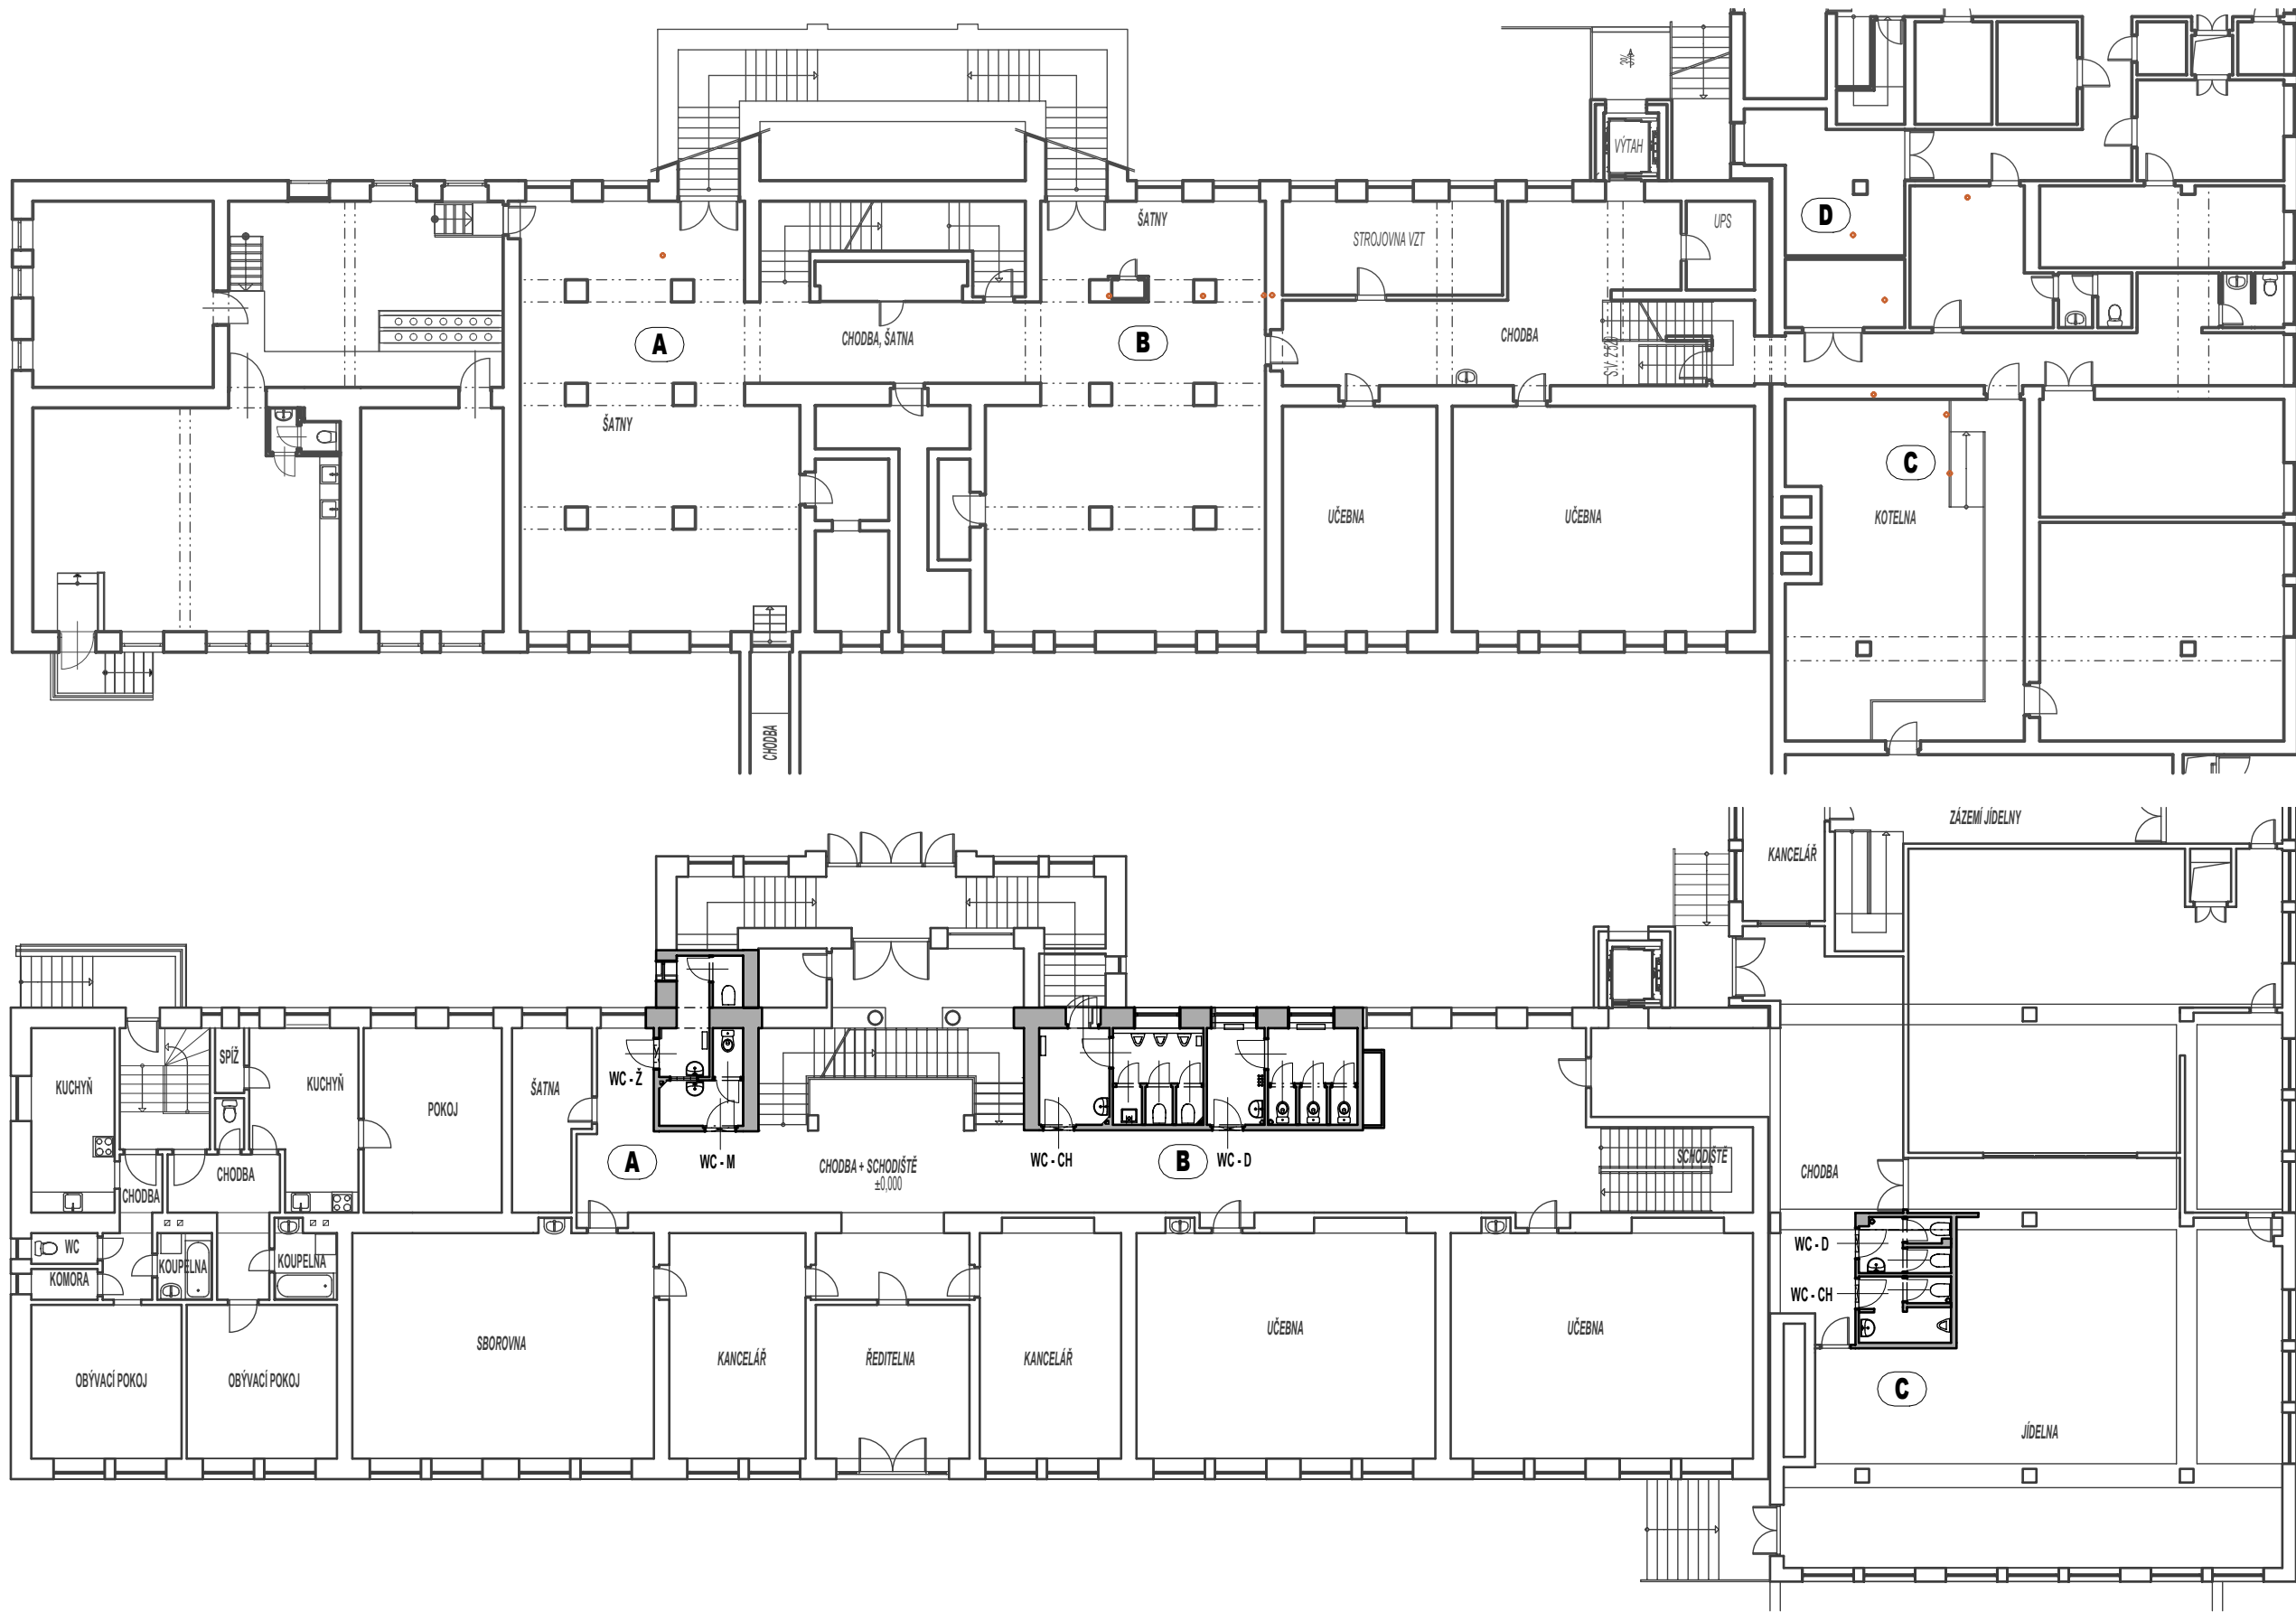 VÝTAH
ŠATNY
D
UPS
STROJOVNA VZT
A
CHODBA, ŠATNA
B
CHODBA
S.V. 2 520
ŠATNY
C
UČEBNA
UČEBNA
KOTELNA
CHODBA
ZÁZEMÍ JÍDELNY
KANCELÁŘ
SPÍŽ
KUCHYŇ
KUCHYŇ
ŠATNA
POKOJ
WC - Ž
A
WC - M
CHODBA + SCHODIŠTĚ
±0,000
WC - CH
B
WC - D
SCHODIŠTĚ
CHODBA
CHODBA
CHODBA
WC
KOUPELNA
KOUPELNA
KOMORA
WC - D
WC - CH
SBOROVNA
UČEBNA
UČEBNA
KANCELÁŘ
ŘEDITELNA
KANCELÁŘ
OBÝVACÍ POKOJ
OBÝVACÍ POKOJ
C
JÍDELNA